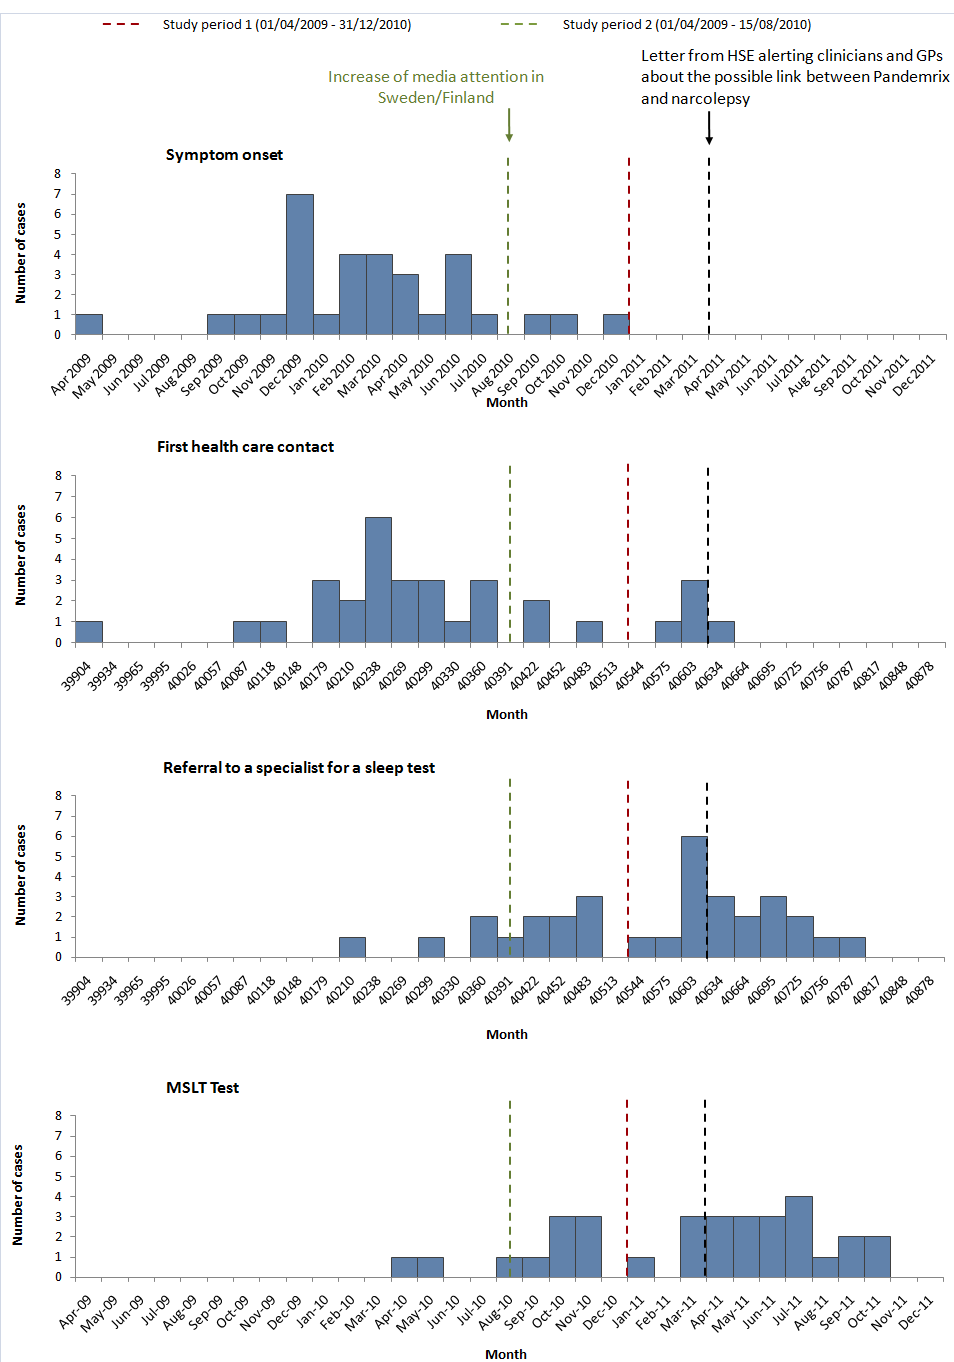 Study period 1 (01/04/2009 - 31/12/2010) Study period 2 (01/04/2009 - 15/08/2010)
Increase of media attention in
Sweden/Finland
Letter from HSE alerting clinicians and GPs
about the possible link between Pandemrix
and narcolepsy
Symptom onset
Number of cases
8
7
6
5
4
3
2
1
0
Apr 2009 May 2009 Jun 2009 Jul 2009 Aug 2009 Sep 2009 Oct 2009 Nov 2009 Dec 2009 Jan 2010 Feb 2010 Mar 2010 Apr 2010 May 2010 Jun 2010 Jul 2010 Aug 2010 Sep 2010 Oct 2010 Nov 2010 Dec 2010 Jan 2011 Feb 2011 Mar 2011 Apr 2011 May 2011 Jun 2011 Jul 2011 Aug 2011 Sep 2011 Oct 2011 Nov 2011 Dec 2011
Month
First health care contact
Number of cases
8
7
6
5
4
3
2
1
0
39904 39934 39965 39995 40026 40057 40087 40118 40148 40179 40210 40238 40269 40299 40330 40360 40391 40422 40452 40483 40513 40544 40575 40603 40634 40664 40695 40725 40756 40787 40817 40848 40878
Month
Referral to a specialist for a sleep test
Number of cases
8
7
6
5
4
3
2
1
0
39904 39934 39965 39995 40026 40057 40087 40118 40148 40179 40210 40238 40269 40299 40330 40360 40391 40422 40452 40483 40513 40544 40575 40603 40634 40664 40695 40725 40756 40787 40817 40848 40878
Month
MSLT Test
Number of cases
8
7
6
5
4
3
2
1
0
Apr-09 May-09 Jun-09 Jul-09 Aug-09 Sep-09 Oct-09 Nov-09 Dec-09 Jan-10 Feb-10 Mar-10 Apr-10 May-10 Jun-10 Jul-10 Aug-10 Sep-10 Oct-10 Nov-10 Dec-10 Jan-11 Feb-11 Mar-11 Apr-11 May-11 Jun-11 Jul-11 Aug-11 Sep-11 Oct-11 Nov-11 Dec-11
Month